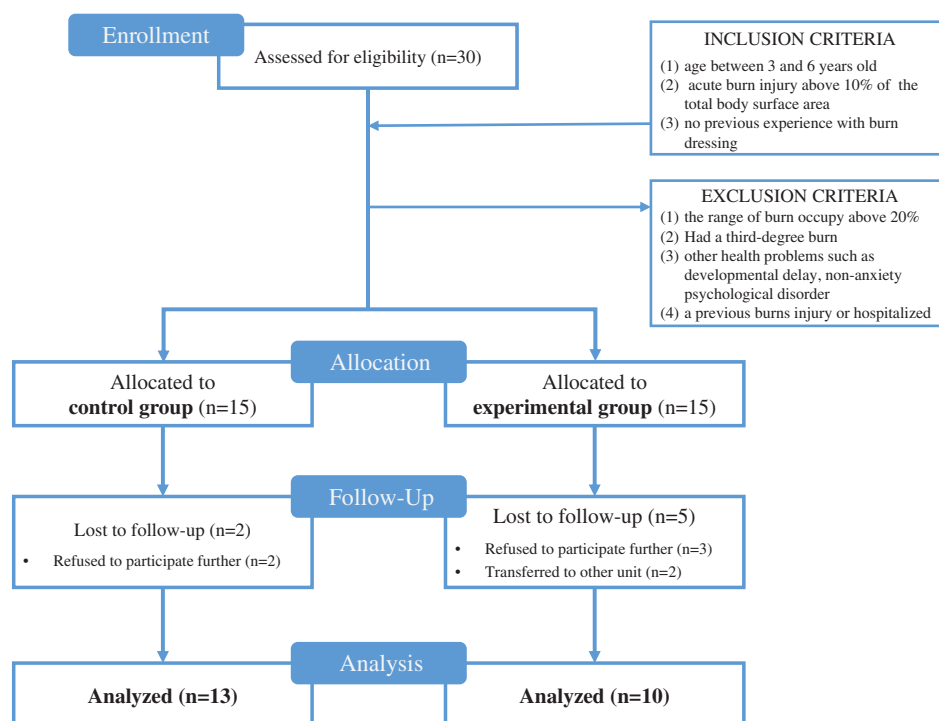 Enrollment
Assessed for eligibility (n=30)
INCLUSION CRITERIA
(1) age between 3 and 6 years old
(2) acute burn injury above 10% of the
total body surface area
(3) no previous experience with burn
dressing
EXCLUSION CRITERIA
(1) the range of burn occupy above 20%
(2) Had a third-degree burn
(3) other health problems such as
developmental delay, non-anxiety
psychological disorder
(4) a previous burns injury or hospitalized
Allocation
Allocated to
control group (n=15)
Allocated to
experimental group (n=15)
Follow-Up
Lost to follow-up (n=2)
• Refused to participate further (n=2)
Lost to follow-up (n=5)
• Refused to participate further (n=3)
• Transferred to other unit (n=2)
Analysis
Analyzed (n=13)
Analyzed (n=10)